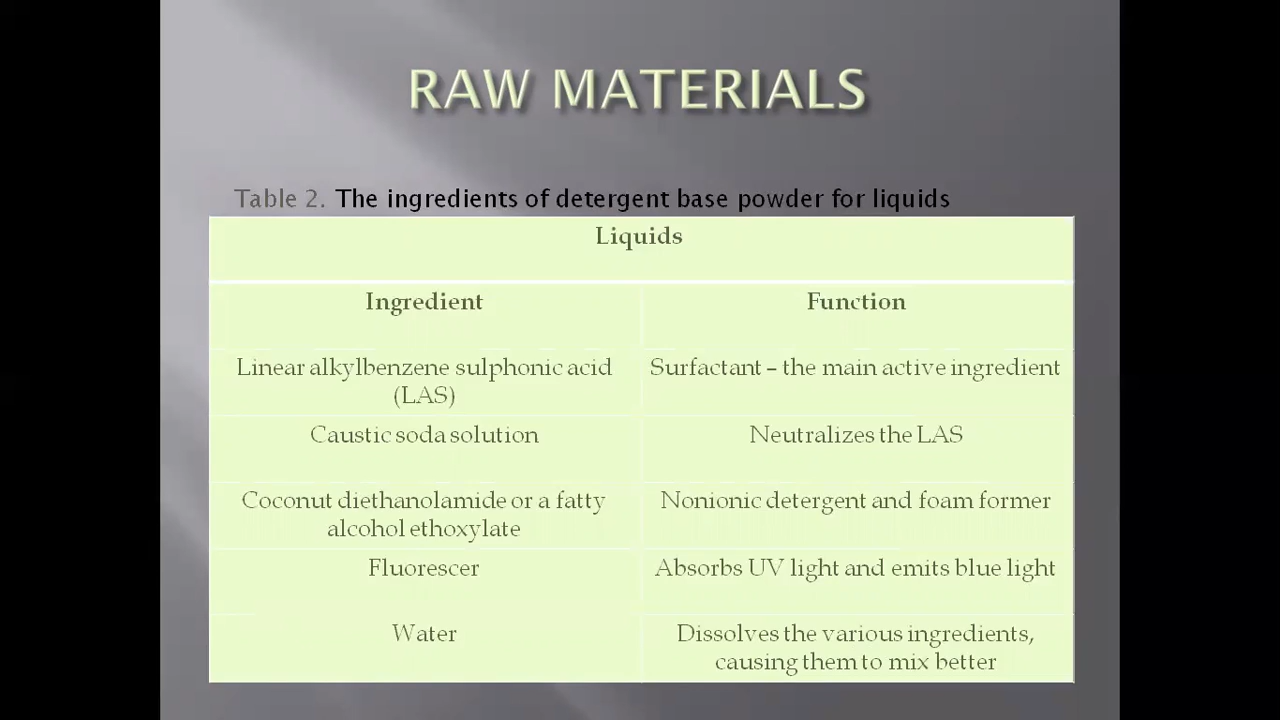 RAW MATERIALS
Table 2. The ingredients of detergent base powder for liquids
Liquids
Ingredient Function
Linear alkylbenzene sulphonic acid Surfactant – the main active ingredient
(LAS)
Caustic soda solution Neutralizes the LAS
Coconut diethanolamide or a fatty Nonionic detergent and foam former
alcohol ethoxylate
Fluorescer Absorbs UV light and emits blue light
Water Dissolves the various ingredients,
causing them to mix better